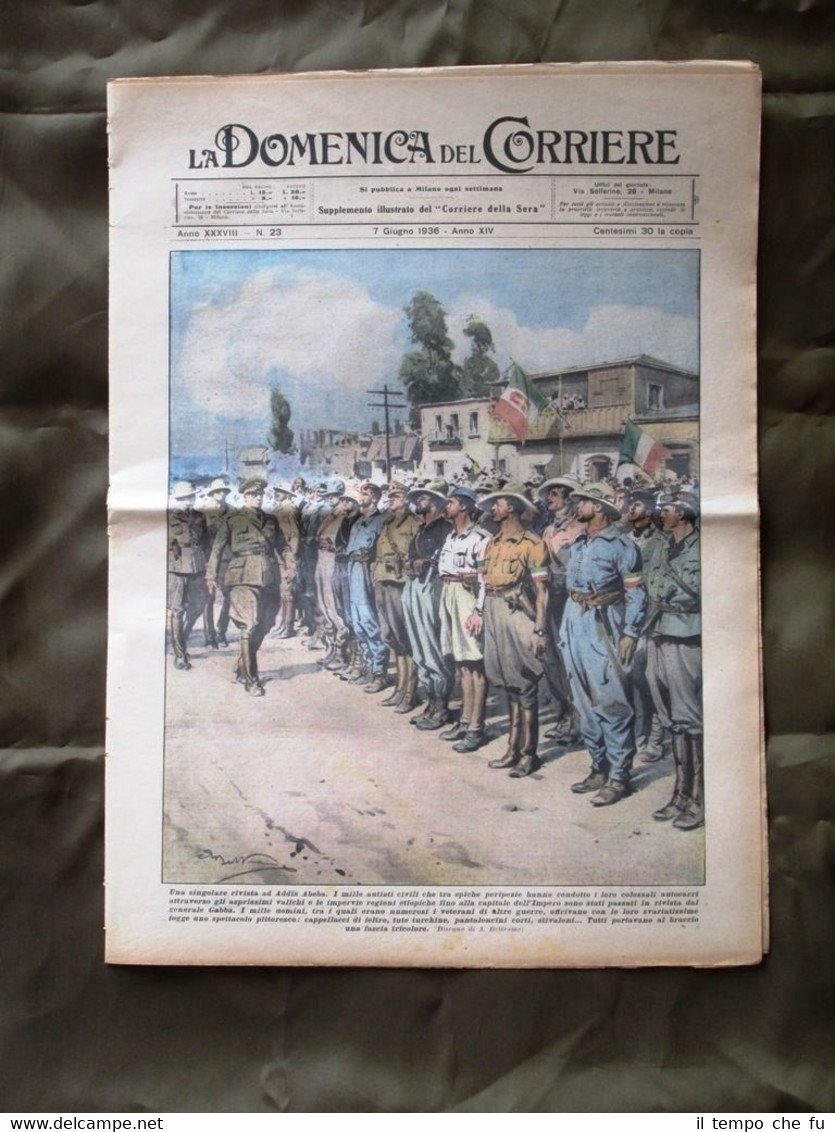 LA DOMENICA DEL CORRIERE
Si pubblica a Milano ogni settimana
Supplemento illustrato del "Corriere della Sera"
Uffici del giornale:
Via Solferino, 28 - Milano
Anno XXXVIII — N. 23
7 Giugno 1936 - Anno XIV
Centesimi 30 la copia
Una singolare rivista ad Addis Abeba. I mille autisti civili che tra epiche peripezie hanno condotto i loro colossali autocarri
attraverso gli asprissimi valichi e le impervie regioni etiopiche fino alla capitale dell'Impero sono stati passati in rivista dal
generale Gabba. I mille uomini, tra i quali erano numerosi i veterani di altre guerre, offrivano con le loro svariatissime
fogge uno spettacolo pittoresco: cappellacci di feltro, tute turchine, pantaloncini corti, stivaloni... Tutti portavano al braccio
una fascia tricolore. (Disegno di A. Beltrame)
il tempo che fu